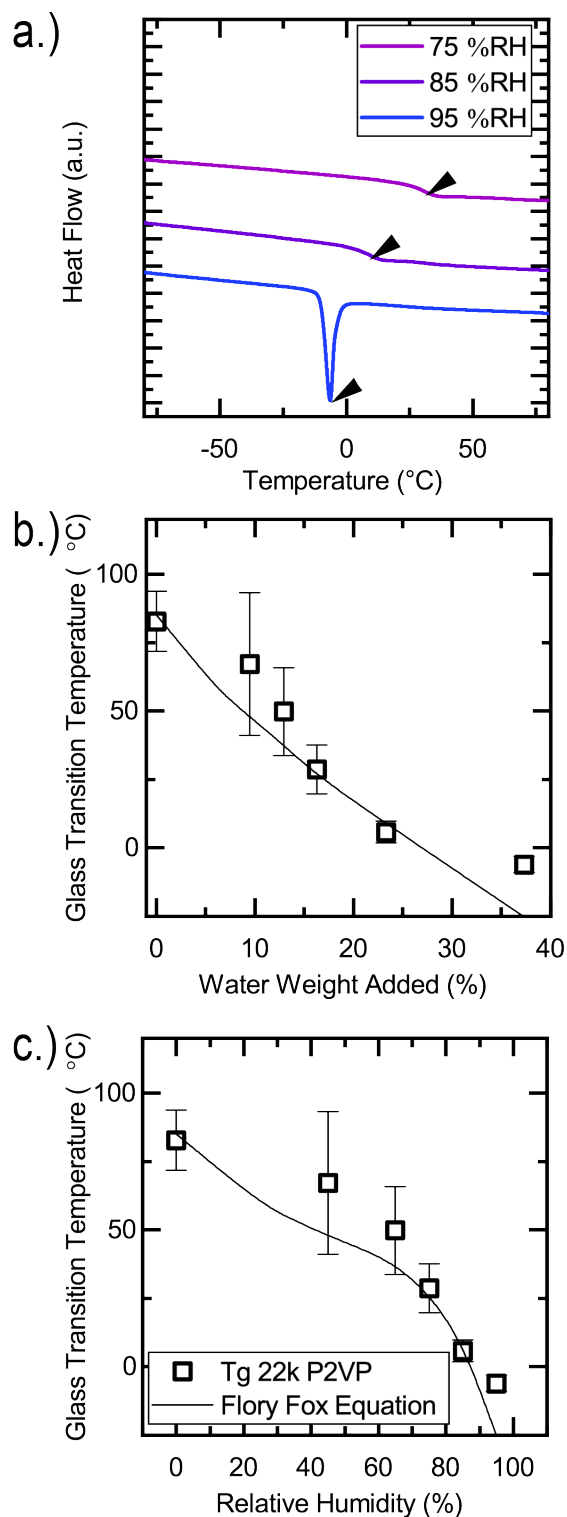 a.)
75 %RH
85 %RH
95 %RH
Heat Flow (a.u.)
-50 0 50
Temperature (°C)
b.)
Glass Transition Temperature ( °C)
100
50
0
0 10 20 30 40
Water Weight Added (%)
c.)
Glass Transition Temperature ( °C)
100
50
0
Tg 22k P2VP
Flory Fox Equation
0 20 40 60 80 100
Relative Humidity (%)